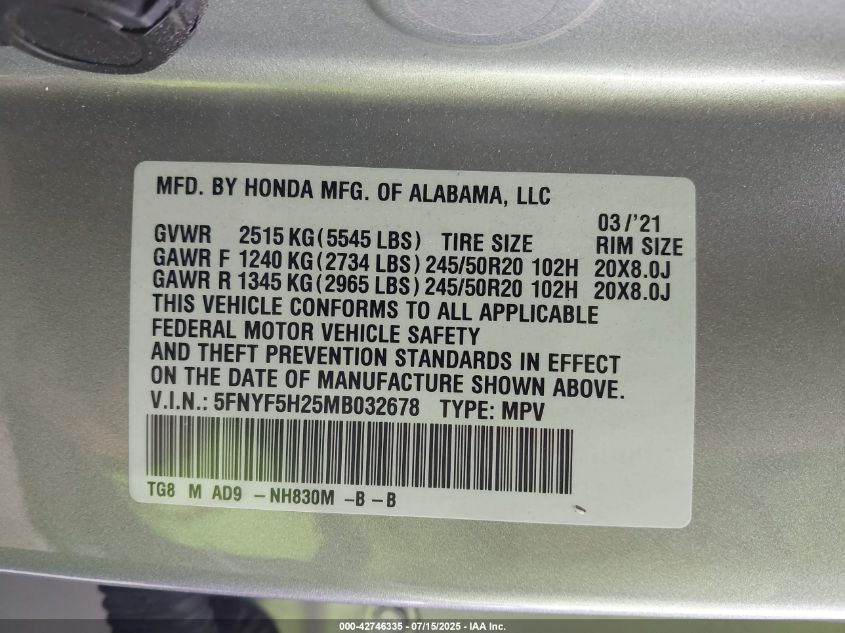 MFD. BY HONDA MFG. OF ALABAMA, LLC
03/'21
GVWR 2515 KG (5545 LBS) TIRE SIZE RIM SIZE
GAWR F 1240 KG (2734 LBS) 245/50R20 102H 20X8.0J
GAWR R 1345 KG (2965 LBS) 245/50R20 102H 20X8.0J
THIS VEHICLE CONFORMS TO ALL APPLICABLE
FEDERAL MOTOR VEHICLE SAFETY
AND THEFT PREVENTION STANDARDS IN EFFECT
ON THE DATE OF MANUFACTURE SHOWN ABOVE.
V.I.N.: 5FNYF5H25MB032678 TYPE: MPV
TG8 M AD9 -NH830M -B -B
000-42746335 - 07/15/2025 - IAA Inc.